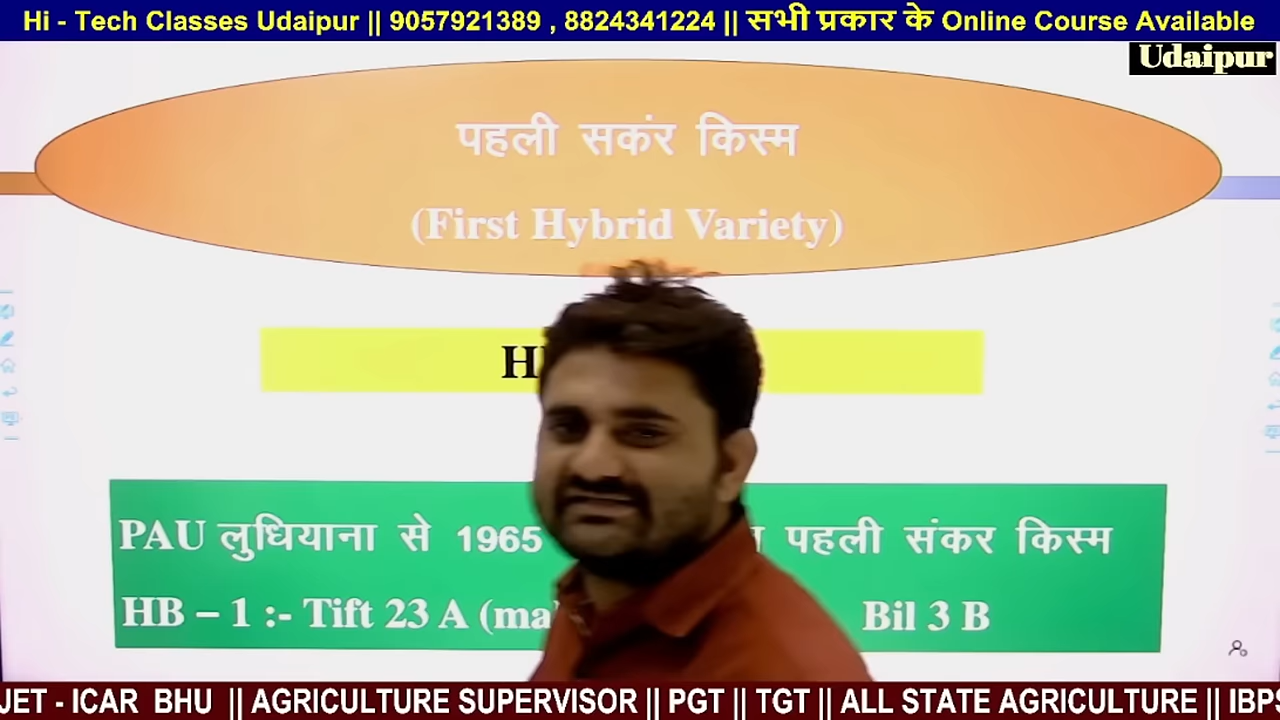 Hi - Tech Classes Udaipur || 9057921389 , 8824341224 || सभी प्रकार के Online Course Available
Udaipur
पहली सकंर किस्म
(First Hybrid Variety)
PAU लुधियाना से 1965 पहली संकर किस्म
HB – 1 :- Tift 23 A Bil 3 B
JET - ICAR BHU || AGRICULTURE SUPERVISOR || PGT || TGT || ALL STATE AGRICULTURE || IBPS